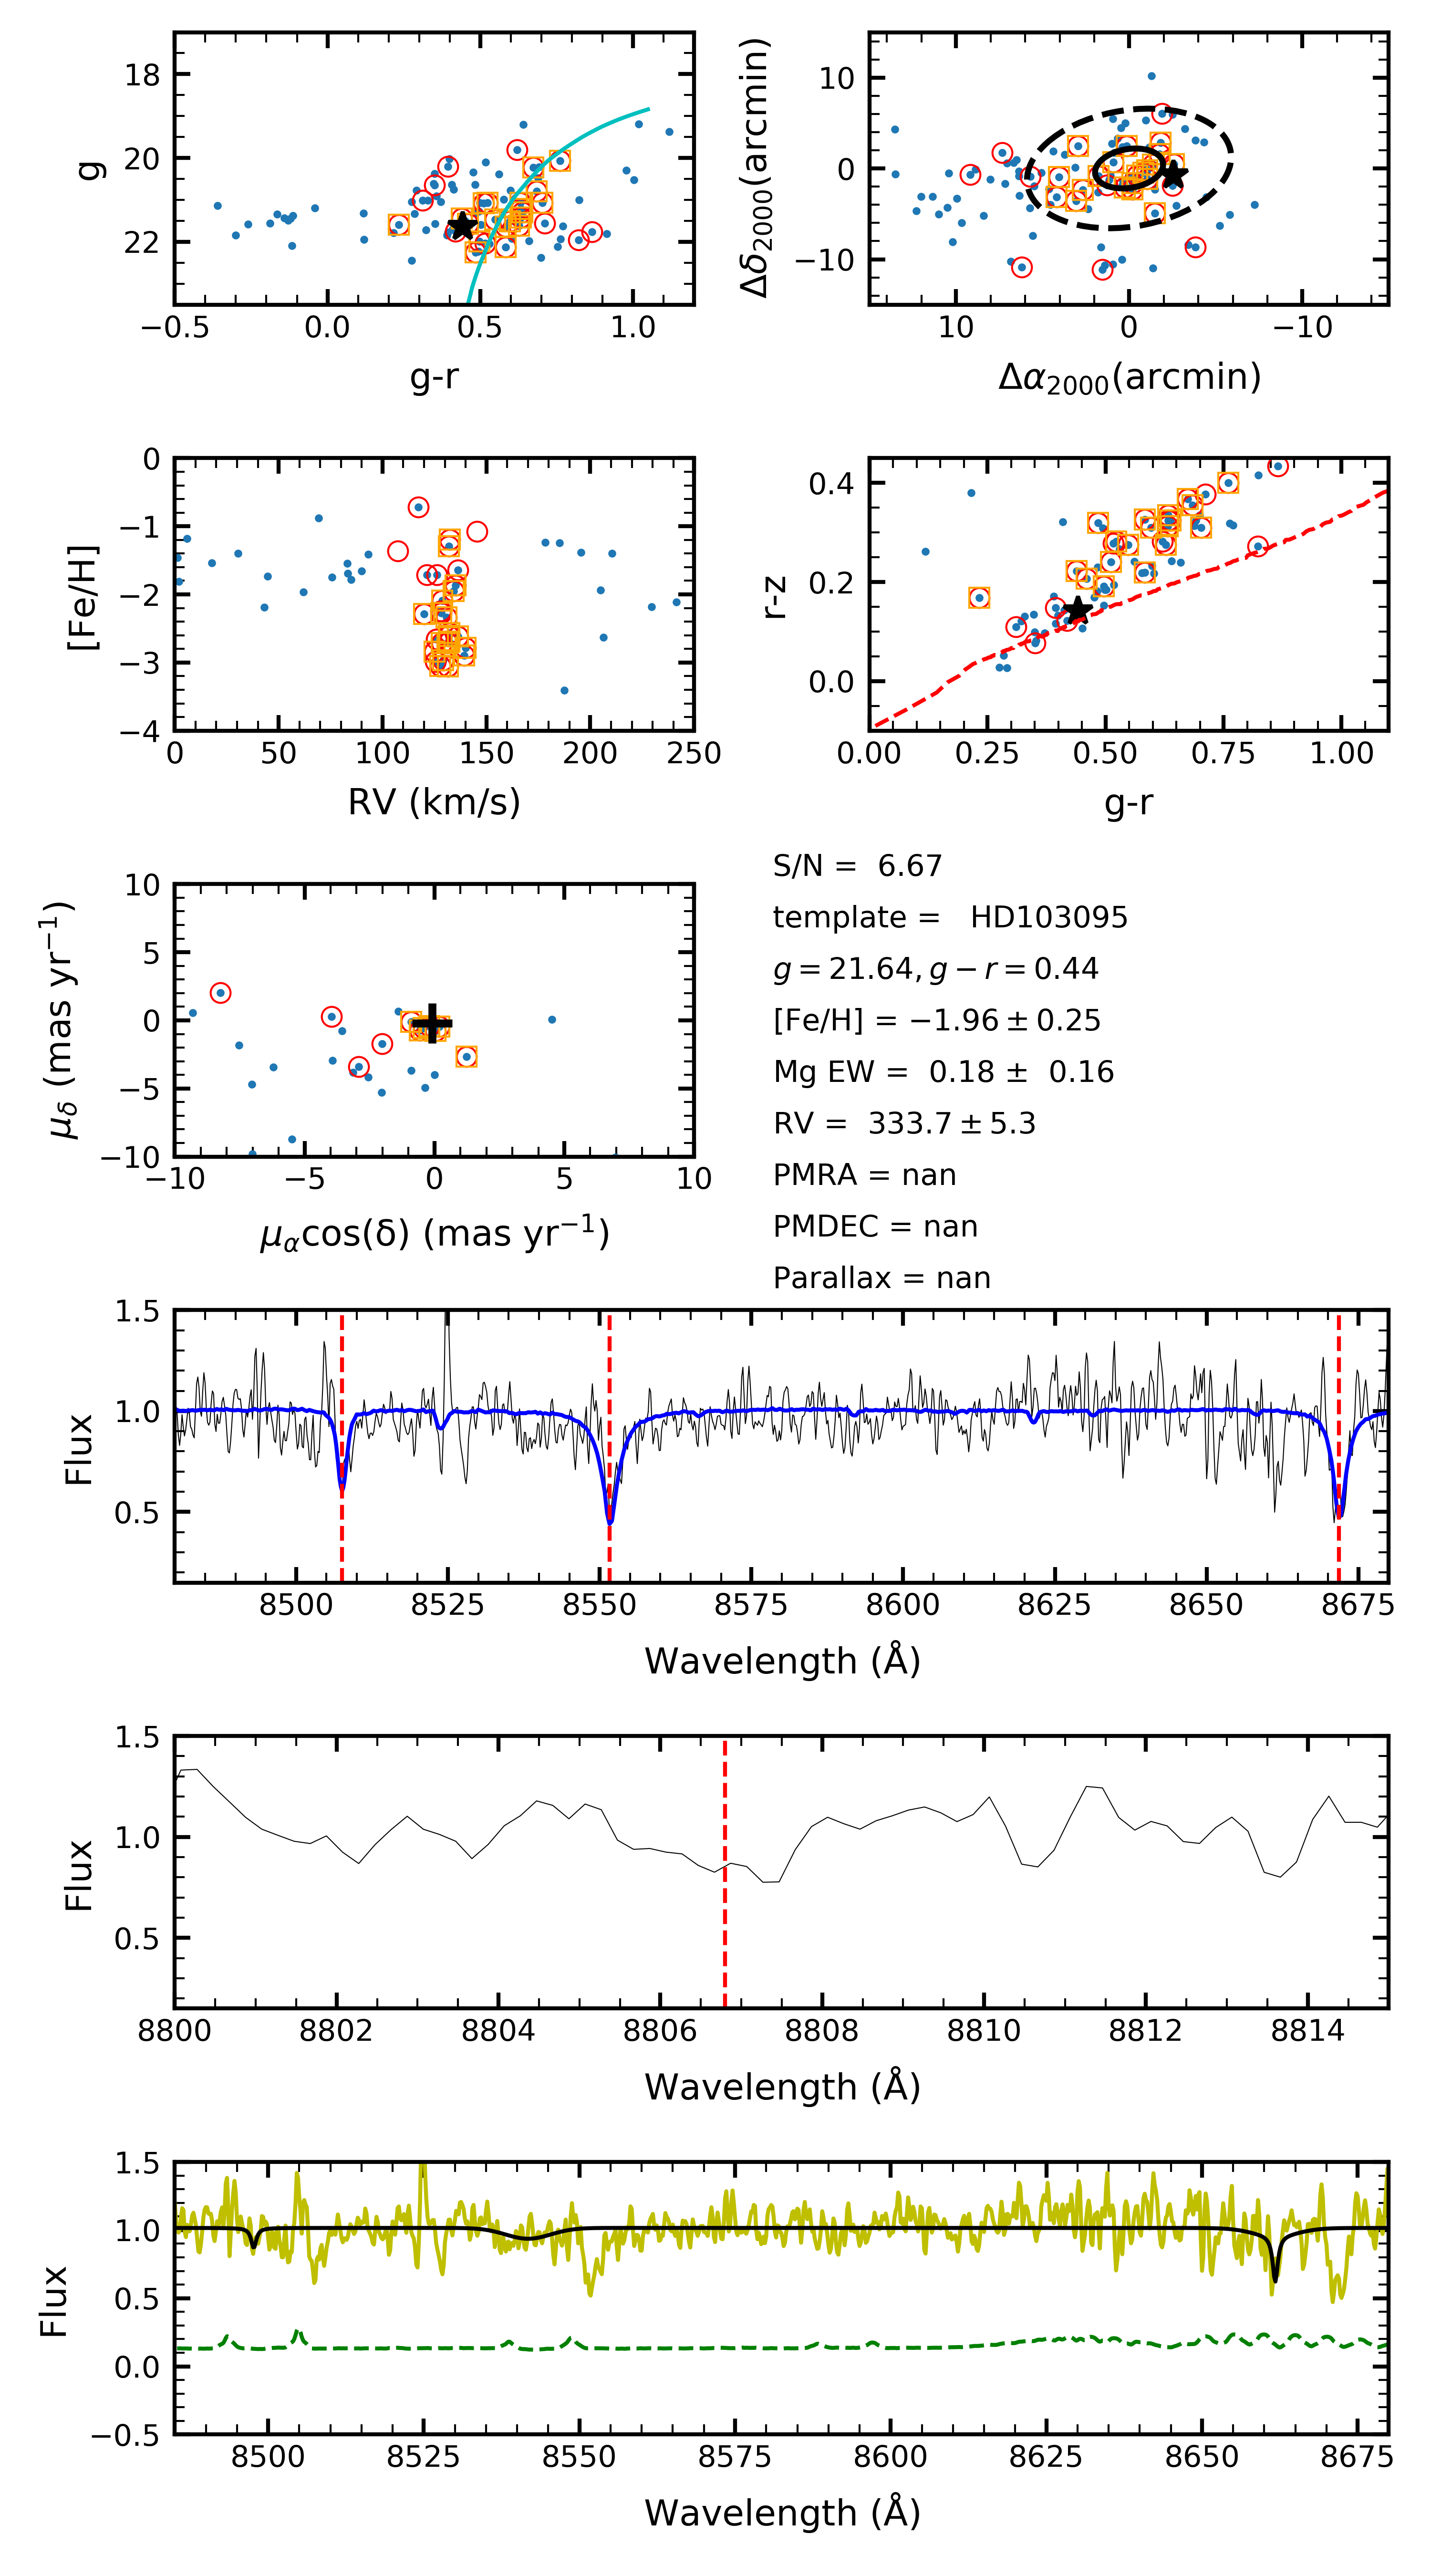 18
20
22
g
−0.5 0.0 0.5 1.0
g-r
10
0
−10
Δδ2000(arcmin)
10 0 −10
Δα2000(arcmin)
0
−1
−2
−3
−4
[Fe/H]
0 50 100 150 200 250
RV (km/s)
0.4
0.2
0.0
r-z
0.00 0.25 0.50 0.75 1.00
g-r
10
5
0
−5
−10
μδ (mas yr−1)
−10 −5 0 5 10
μαcos(δ) (mas yr−1)
S/N = 6.67
template = HD103095
g = 21.64, g − r = 0.44
[Fe/H] = −1.96 ± 0.25
Mg EW = 0.18 ± 0.16
RV = 333.7 ± 5.3
PMRA = nan
PMDEC = nan
Parallax = nan
1.5
1.0
0.5
Flux
8500 8525 8550 8575 8600 8625 8650 8675
Wavelength (Å)
1.5
1.0
0.5
Flux
8800 8802 8804 8806 8808 8810 8812 8814
Wavelength (Å)
1.5
1.0
0.5
0.0
−0.5
Flux
8500 8525 8550 8575 8600 8625 8650 8675
Wavelength (Å)